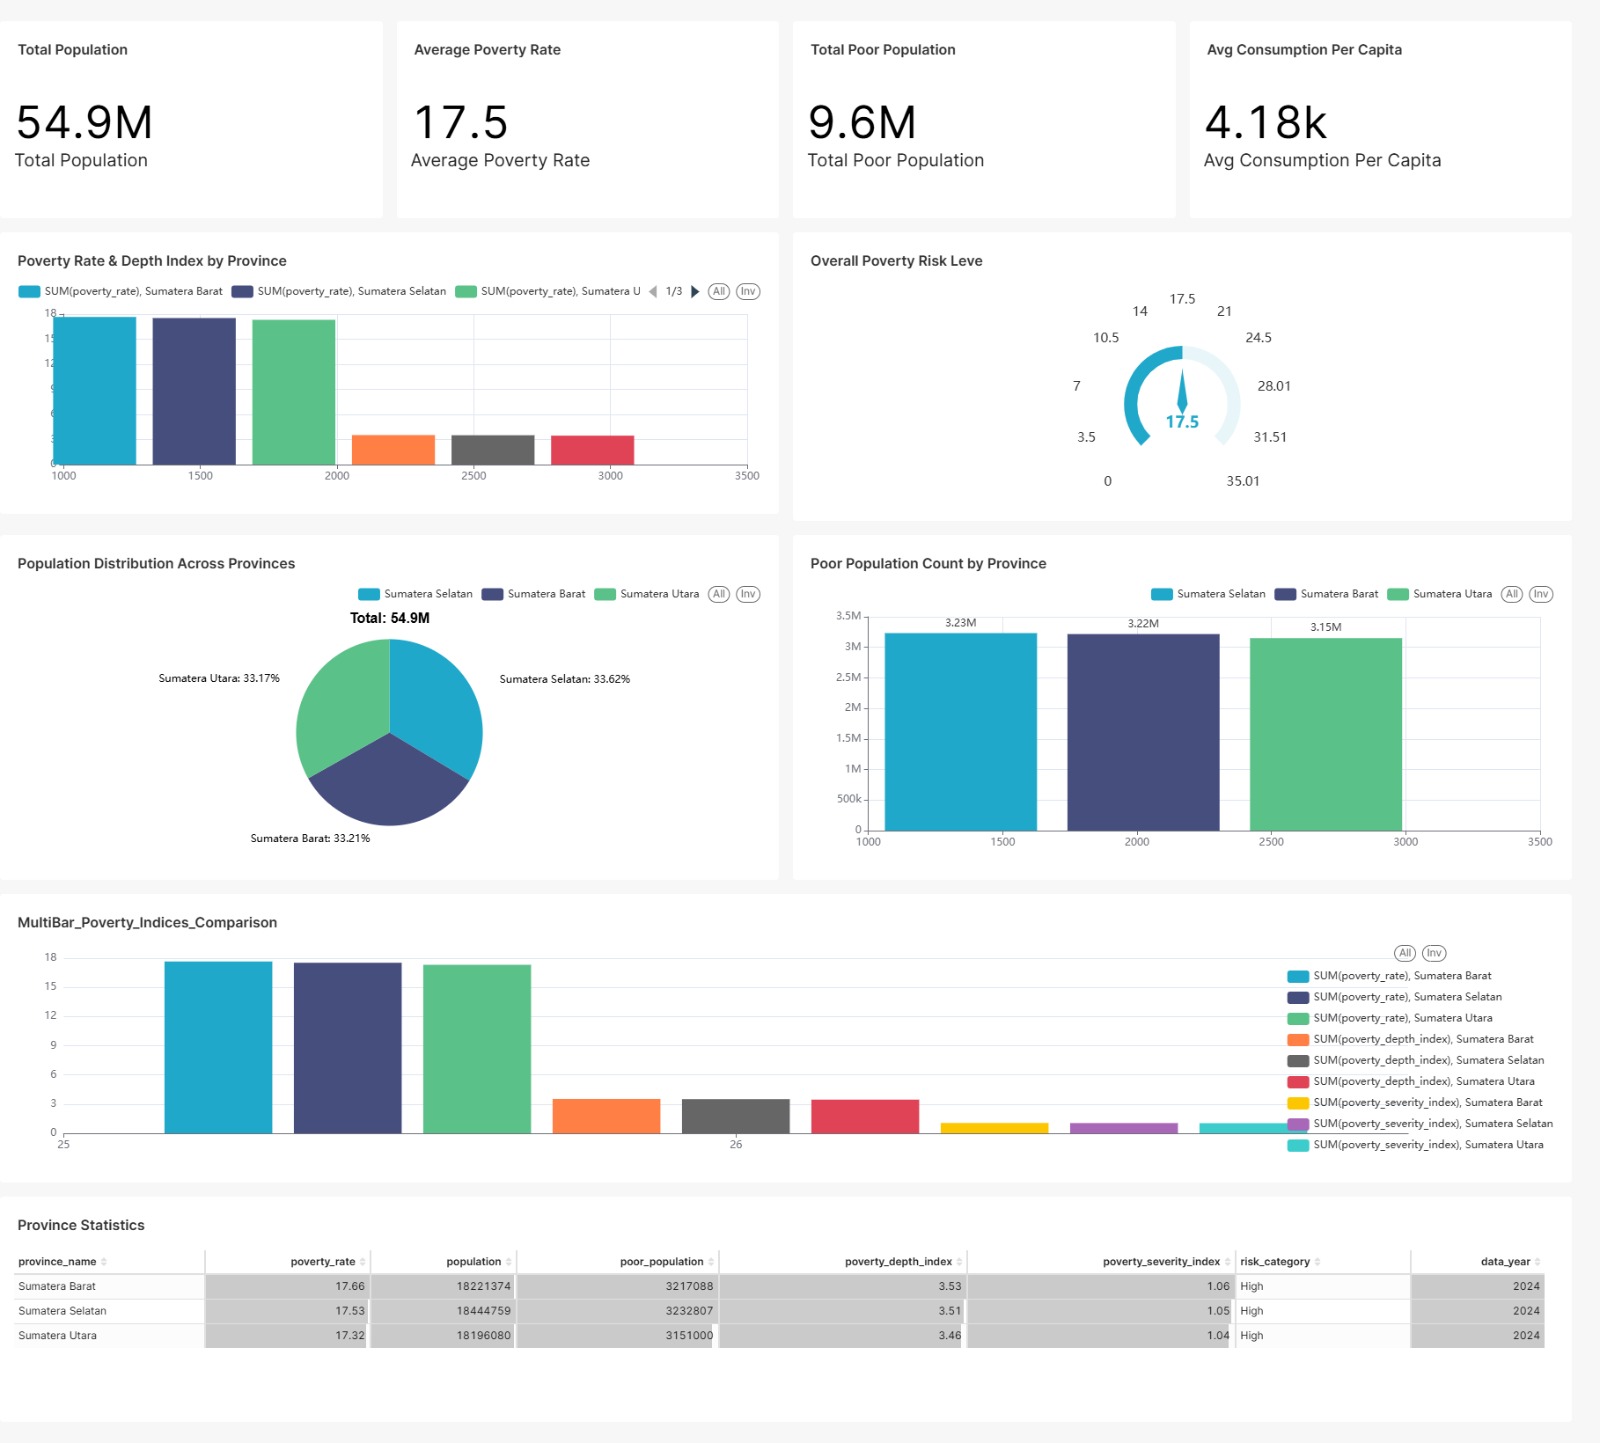 Total Population
54.9M
Total Population
Average Poverty Rate
17.5
Average Poverty Rate
Total Poor Population
9.6M
Total Poor Population
Avg Consumption Per Capita
4.18k
Avg Consumption Per Capita
Poverty Rate & Depth Index by Province
SUM(poverty_rate), Sumatera Barat SUM(poverty_rate), Sumatera Selatan SUM(poverty_rate), Sumatera U 1/3 All Inv
18
15
12
9
6
3
0
1000 1500 2000 2500 3000 3500
Overall Poverty Risk Leve
17.5
14 21
10.5 24.5
7 28.01
17.5
3.5 31.51
0 35.01
Population Distribution Across Provinces
Sumatera Selatan Sumatera Barat Sumatera Utara All Inv
Total: 54.9M
Sumatera Utara: 33.17% Sumatera Selatan: 33.62%
Sumatera Barat: 33.21%
Poor Population Count by Province
Sumatera Selatan Sumatera Barat Sumatera Utara All Inv
3.5M
3.23M 3.22M 3.15M
3M
2.5M
2M
1.5M
1M
500k
0
1000 1500 2000 2500 3000 3500
MultiBar_Poverty_Indices_Comparison
18
15
12
9
6
3
0
25 26
All Inv
SUM(poverty_rate), Sumatera Barat
SUM(poverty_rate), Sumatera Selatan
SUM(poverty_rate), Sumatera Utara
SUM(poverty_depth_index), Sumatera Barat
SUM(poverty_depth_index), Sumatera Selatan
SUM(poverty_depth_index), Sumatera Utara
SUM(poverty_severity_index), Sumatera Barat
SUM(poverty_severity_index), Sumatera Selatan
SUM(poverty_severity_index), Sumatera Utara
Province Statistics
province_name poverty_rate population poor_population poverty_depth_index poverty_severity_index risk_category data_year
Sumatera Barat 17.66 18221374 3217088 3.53 1.06 High 2024
Sumatera Selatan 17.53 18444759 3232807 3.51 1.05 High 2024
Sumatera Utara 17.32 18196080 3151000 3.46 1.04 High 2024